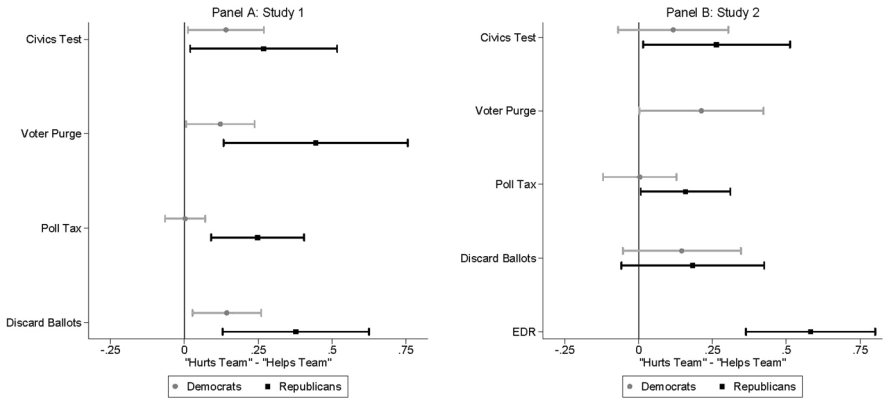 Panel A: Study 1
Civics Test
Voter Purge
Poll Tax
Discard Ballots
-.25 0 .25 .5 .75
"Hurts Team" - "Helps Team"
Democrats Republicans
Panel B: Study 2
Civics Test
Voter Purge
Poll Tax
Discard Ballots
EDR
-.25 0 .25 .5 .75
"Hurts Team" - "Helps Team"
Democrats Republicans